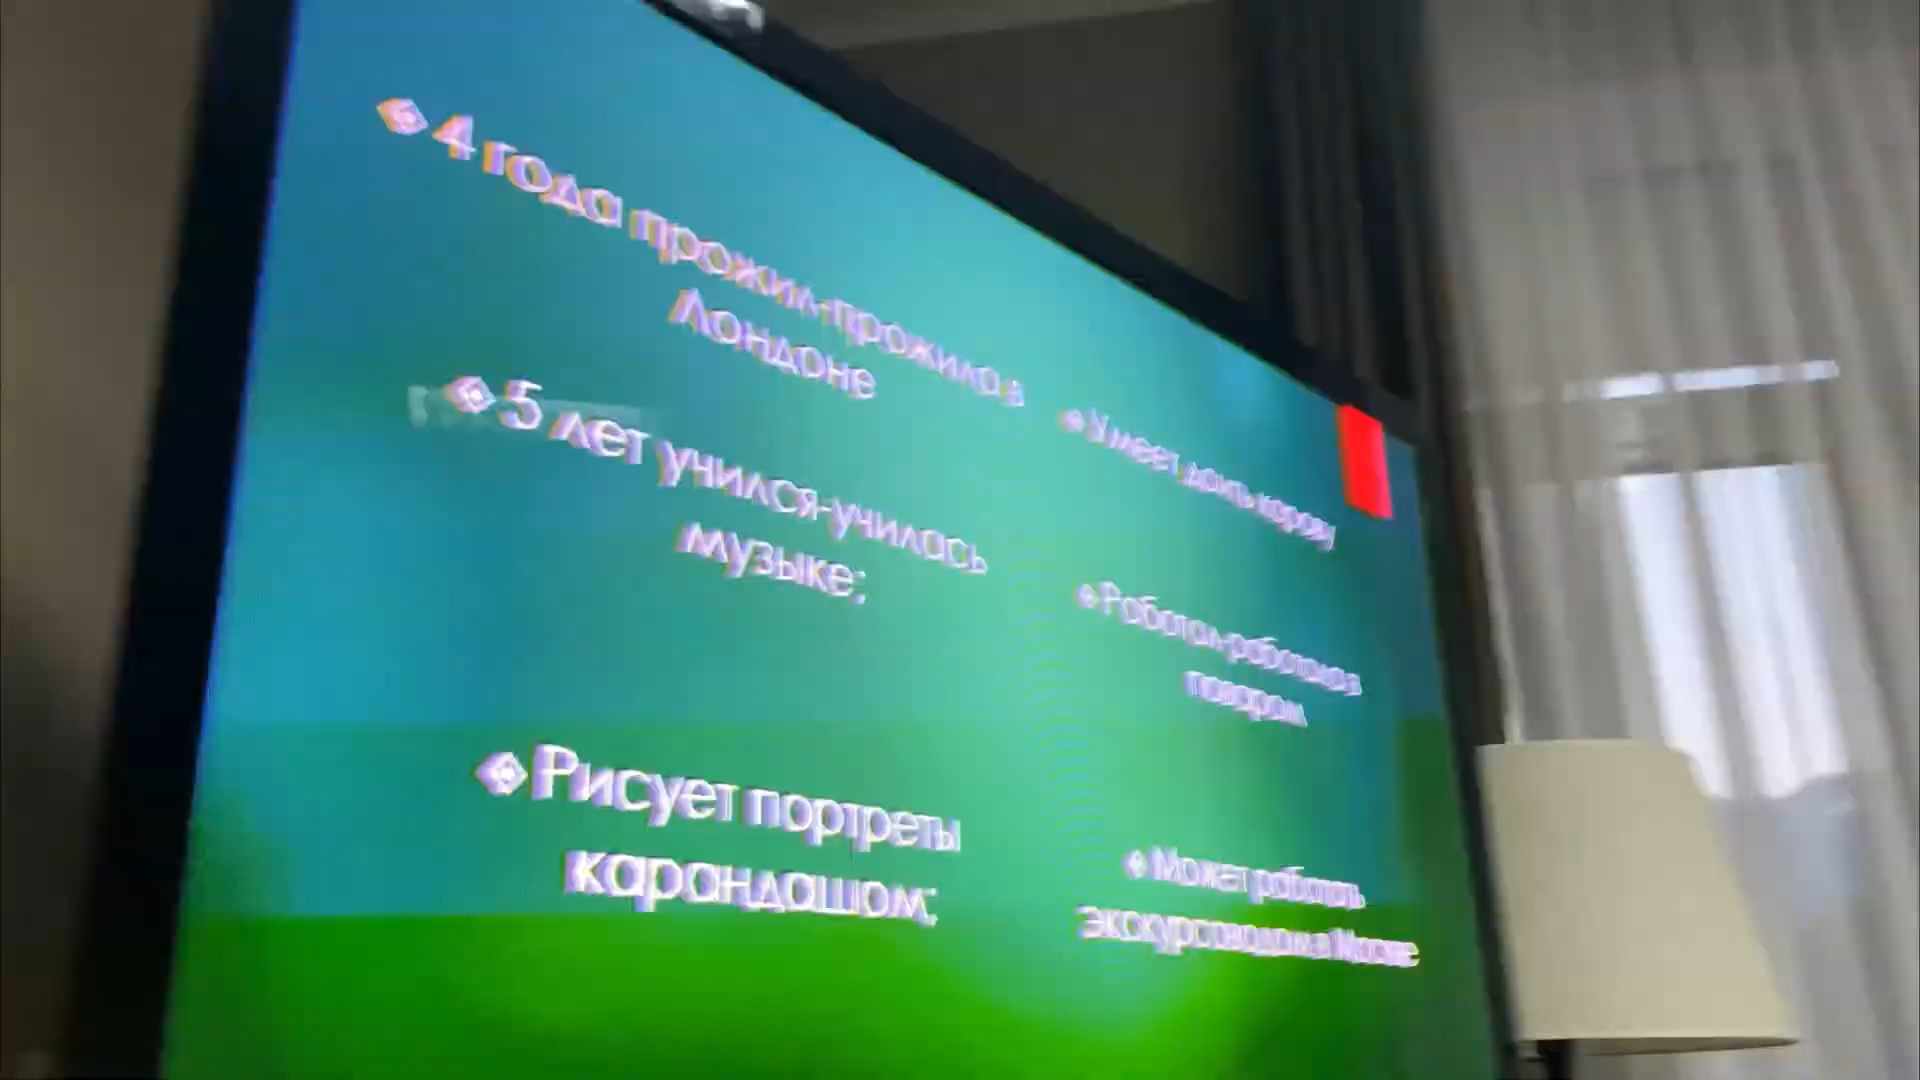 4 года прожил-прожила в
Лондоне
5 лет учился-училась
музыке;
Рисует портреты
карандашом;
Умеет доить корову
Работал-работала
поваром
Может работать
экскурсоводом в Москве